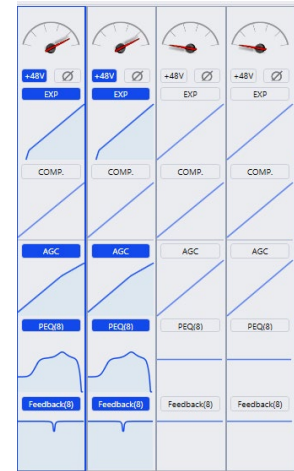 +48V Ø +48V Ø +48V Ø +48V Ø
EXP EXP EXP EXP
COMP. COMP. COMP. COMP.
AGC AGC AGC AGC
PEQ(8) PEQ(8) PEQ(8) PEQ(8)
Feedback(8) Feedback(8) Feedback(8) Feedback(8)